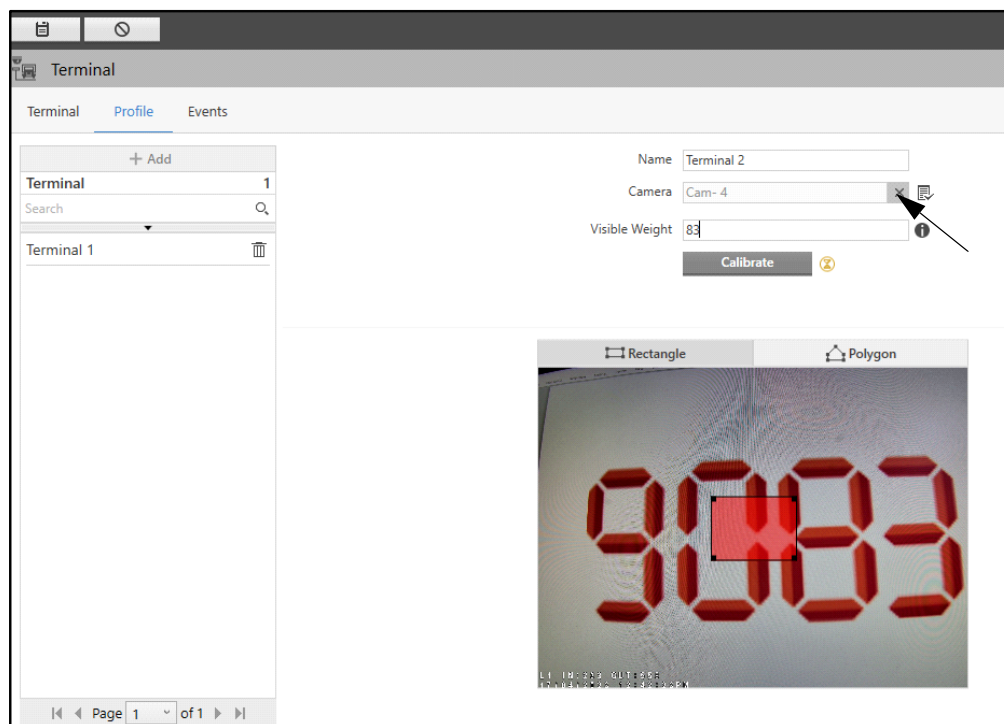 Terminal
Terminal Profile Events
+ Add
Terminal 1
Search
Terminal 1
Page 1 of 1
Name Terminal 2
Camera Cam- 4
Visible Weight 83
Calibrate
Rectangle Polygon
9083